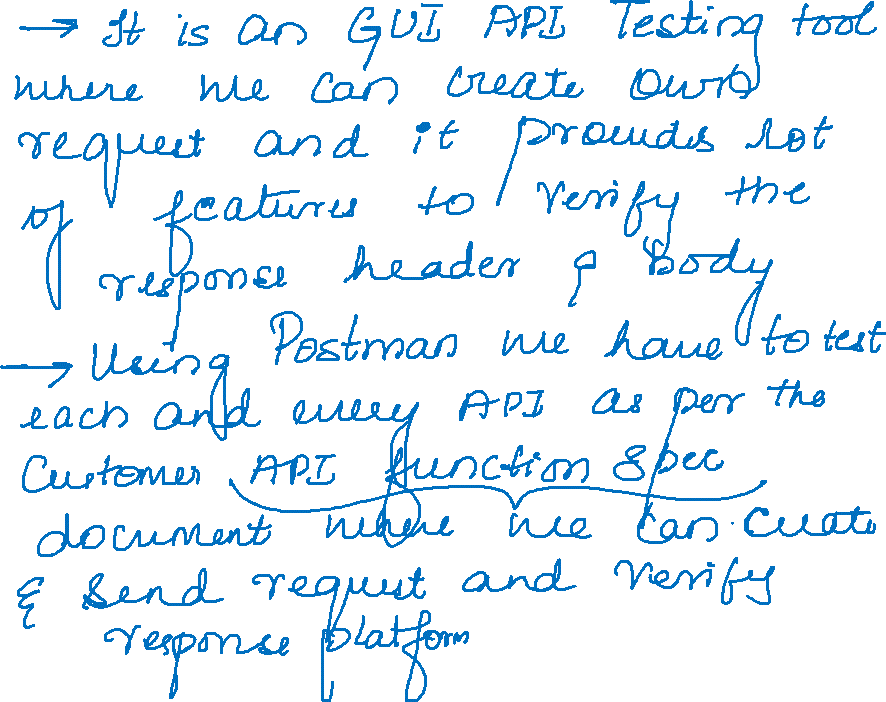 → It is an GUI API Testing tool
where we can create own
request and it provides lot
of features to verify the
response header & body
→ Using Postman we have to test
each and every API as per the
Customer API function spec
document where we can create
& Send request and verify
response platform